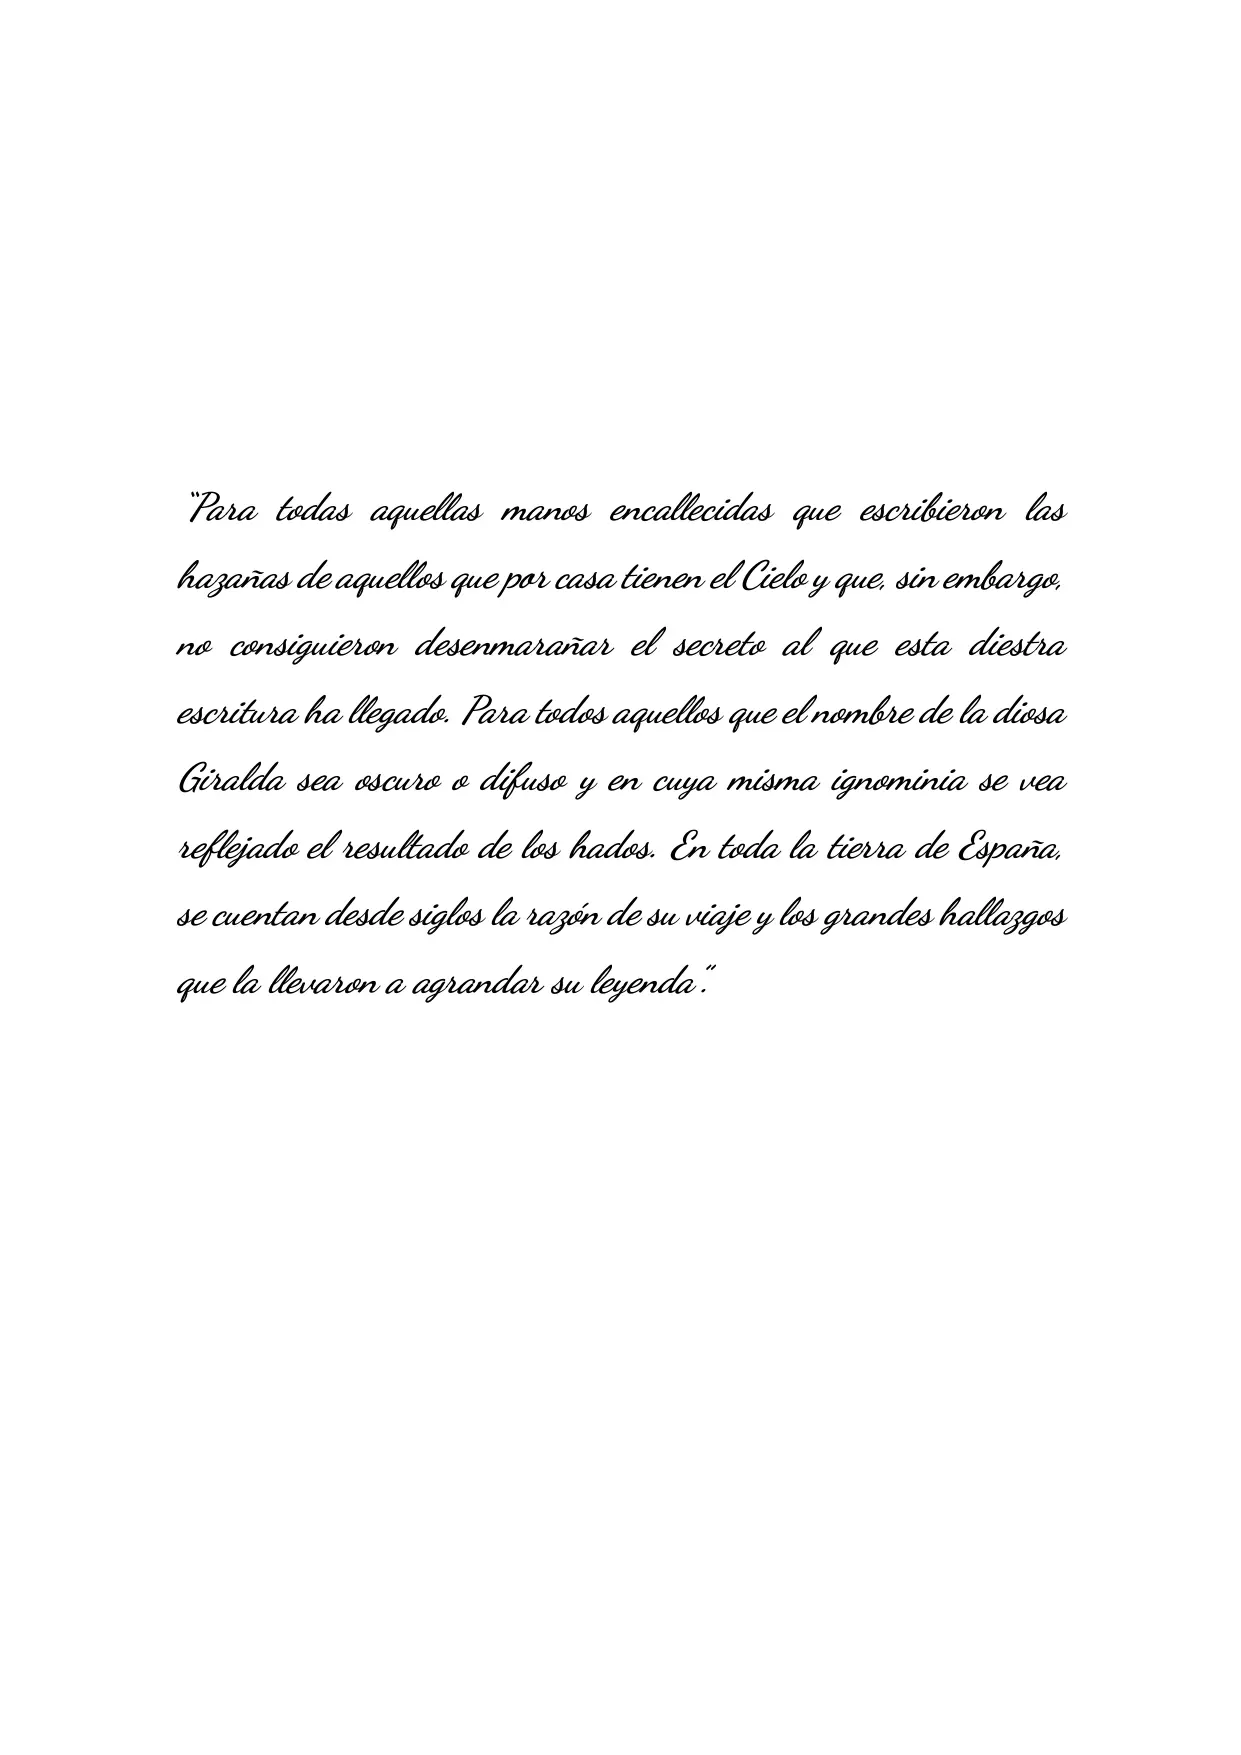 “Para todas aquellas manos encallecidas que escribieron las
hazañas de aquellos que por casa tienen el Cielo y que, sin embargo,
no consiguieron desenmarañar el secreto al que esta diestra
escritura ha llegado. Para todos aquellos que el nombre de la diosa
Giralda sea oscuro o difuso y en cuya misma ignominia se vea
reflejado el resultado de los hados. En toda la tierra de España,
se cuentan desde siglos la razón de su viaje y los grandes hallazgos
que la llevaron a agrandar su leyenda”.